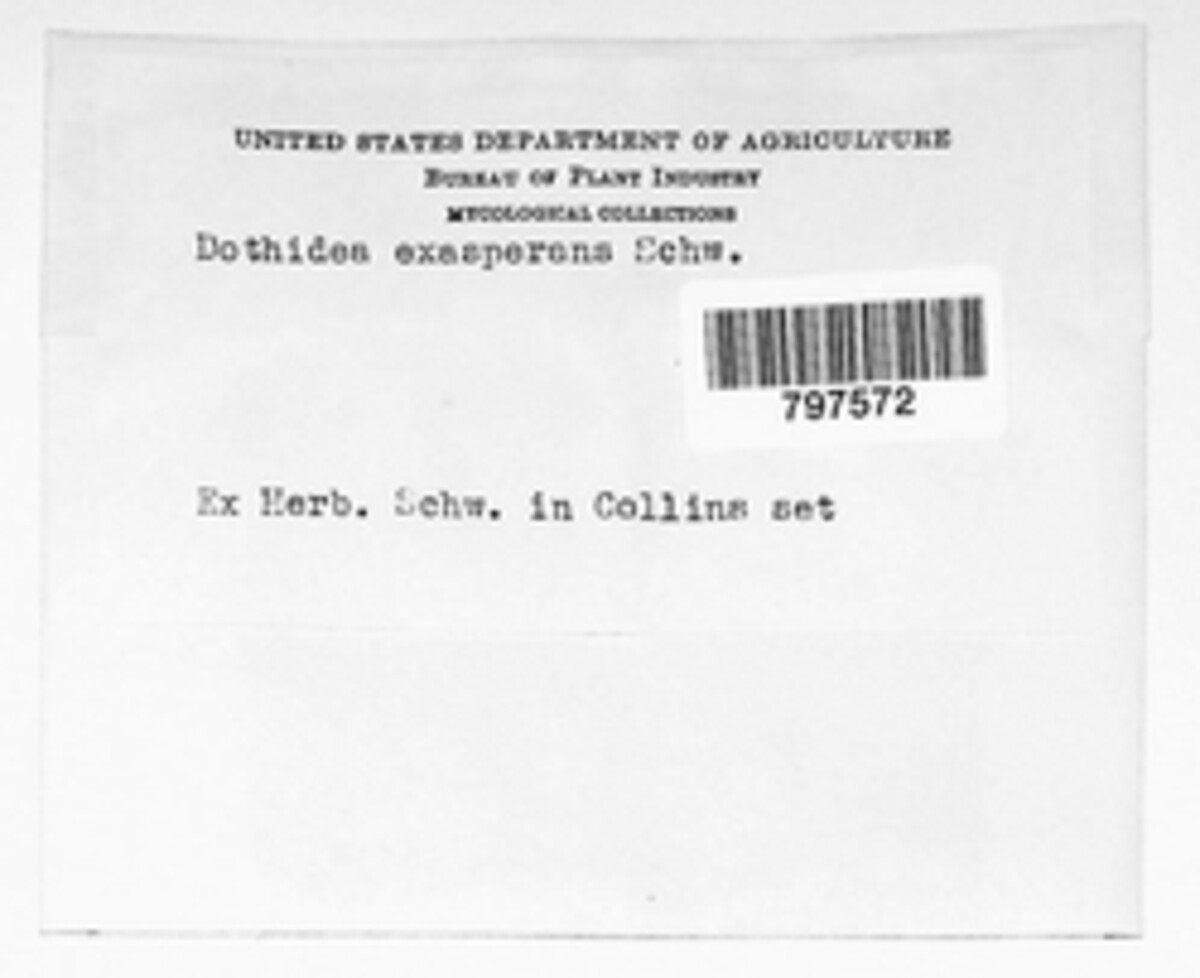 UNITED STATES DEPARTMENT OF AGRICULTURE
BUREAU OF PLANT INDUSTRY
MYCOLOGICAL COLLECTIONS
Dothidea exasperans Schw.
797572
Ex Herb. Schw. in Collins set